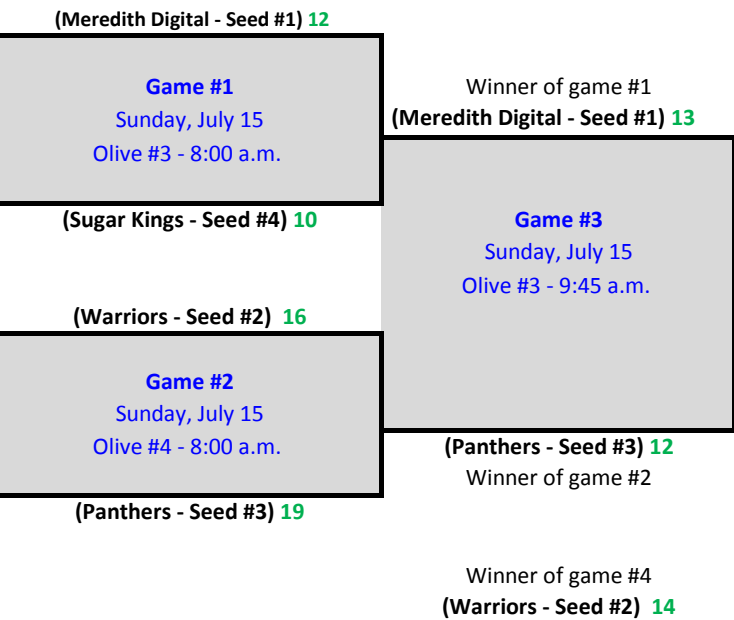 (Meredith Digital - Seed #1) 12
Game #1
Sunday, July 15
Olive #3 - 8:00 a.m.
(Sugar Kings - Seed #4) 10
Winner of game #1
(Meredith Digital - Seed #1) 13
Game #3
Sunday, July 15
Olive #3 - 9:45 a.m.
(Warriors - Seed #2) 16
Game #2
Sunday, July 15
Olive #4 - 8:00 a.m.
(Panthers - Seed #3) 19
(Panthers - Seed #3) 12
Winner of game #2
Winner of game #4
(Warriors - Seed #2) 14